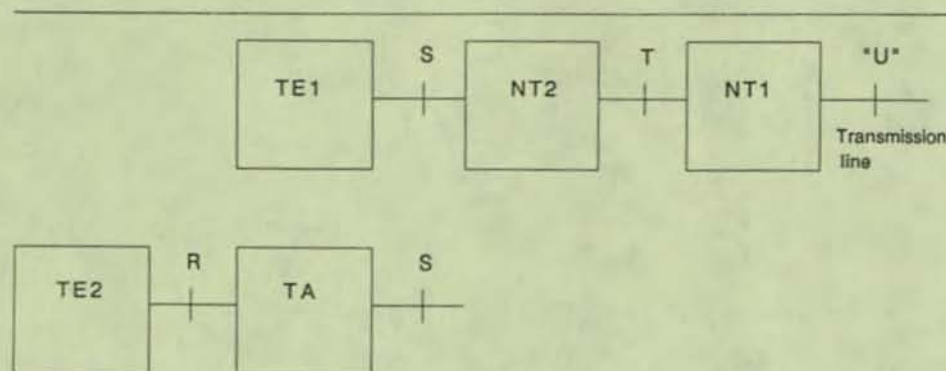 S T "U"
TE1 NT2 NT1
Transmission
line
R S
TE2 TA